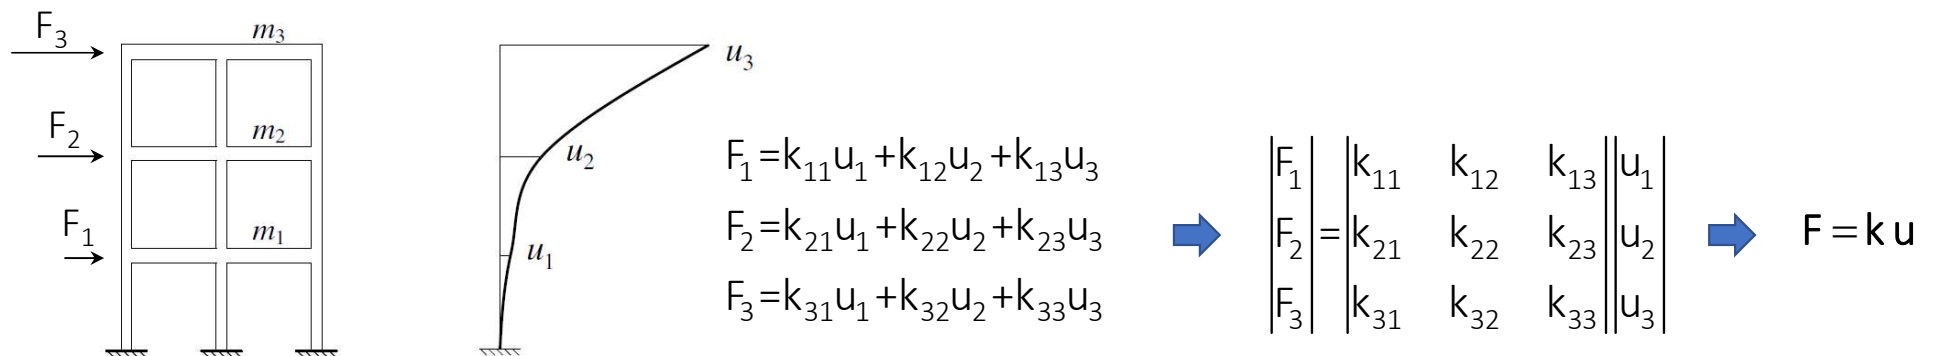 F₃
m₃
F₂
m₂
F₁
m₁
u₃
u₂
u₁
F₁=k₁₁u₁+k₁₂u₂+k₁₃u₃
F₂=k₂₁u₁+k₂₂u₂+k₂₃u₃
F₃=k₃₁u₁+k₃₂u₂+k₃₃u₃
|F₁| |k₁₁ k₁₂ k₁₃||u₁|
|F₂|=|k₂₁ k₂₂ k₂₃||u₂|
|F₃| |k₃₁ k₃₂ k₃₃||u₃|
F=k u